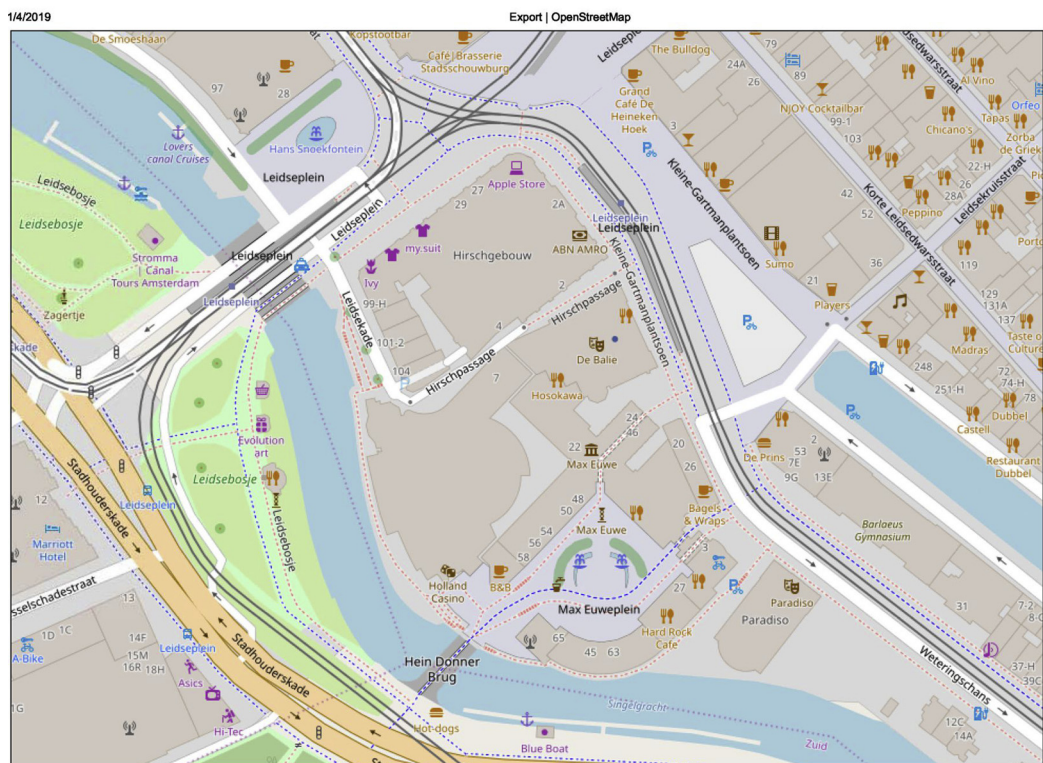 1/4/2019
Export | OpenStreetMap
De Smoeshaan
Kopstootbar
Café| Brasserie
Stadsschouwburg
Leidseple
The Bulldog
79
24A
26
89
97
28
Grand
Café De
Heineken
Hoek
3
NJOY Cocktailbar
99-1
103
Al Vino
Orfeo
Tapas
Zorba
de Griek
Chicano's
Lovers
canal Cruises
Hans Snoekfontein
Leidseplein
Leidseplein
Apple Store
27
29
2A
Leidseplein
Leidseplein
Kleine-Gartmanplantsoen
22-H
28A
26
Leidsekruisstraat
Peppino
52
42
36
Korte Leidsedwarsstraat
Porto
119
Leidsebosje
Leidsebosje
Stromma
| Canal
Tours Amsterdam
Zagertje
Leidseplein
Leidseplein
my.suit
Ivy
Hirschgebouw
ABN AMRO
Kleine-Gartmanplantsoen
Sumo
21
Players
129
131A
137
Taste of
Culture
Madras
99-H
Leidsekade
101-2
104
2
4
Hirschpassage
Hirschpassage
7
De Balie
Hosokawa
248
251-H
72
74-H
78
Dubbel
Castell
Restaurant
Dubbel
kade
Evolution
art
Leidsebosje
Leidsebosje
Stadhouderskade
Leidseplein
12
Marriott
Hotel
24
46
22
20
26
Max Euwe
48
50
54
56
58
Max Euwe
Bagels
& Wraps
De Prins
53
7E
9G
2
13E
Barlaeus
Gymnasium
sselschadestraat
13
14F
15M
16R
18H
1D
1C
A-Bike
Leidseplein
Asics
Hi-Tec
1G
Stadhouderskade
Holland
Casino
B&B
3
27
Max Euweplein
Hard Rock
Cafe
65
45
63
Paradiso
Paradiso
31
7-2
37-H
39C
Weteringschans
12C
14A
Hein Donner
Brug
Hot-dogs
Blue Boat
Singelgracht
Zuid